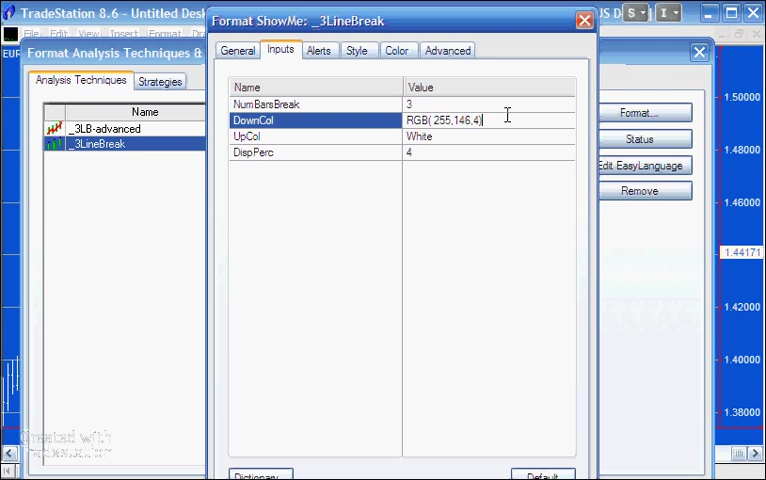 TradeStation 8.6 - Untitled Desk
File Edit View Insert Format
EUR
Format Analysis Techniques &
Analysis Techniques Strategies
Name
_3LB-advanced
_3LineBreak
Format ShowMe: _3LineBreak
General Inputs Alerts Style Color Advanced
Name Value
NumBarsBreak 3
DownCol RGB( 255,146,4)
UpCol White
DispPerc 4
Dictionary Default
Format...
Status
Edit EasyLanguage
Remove
S I
1.50000
1.48000
1.46000
1.44171
1.42000
1.40000
1.38000
Created with